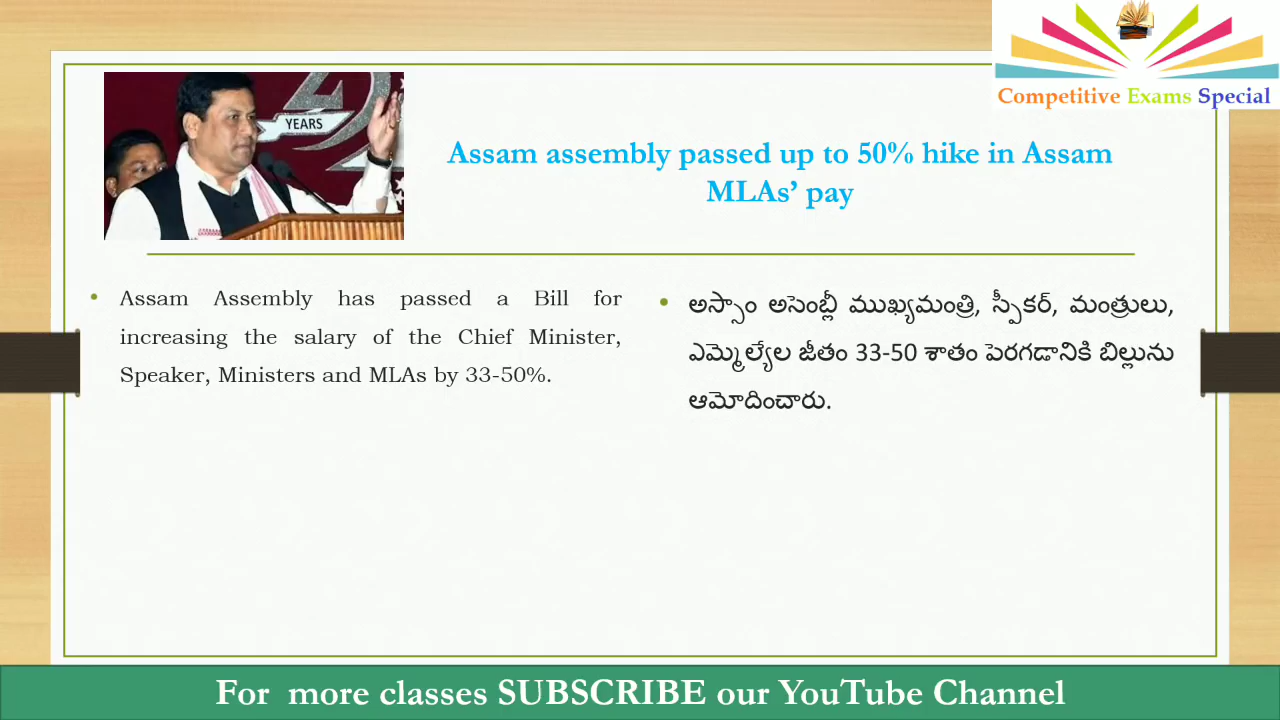 Competitive Exams Special
YEARS
Assam assembly passed up to 50% hike in Assam
MLAs’ pay
• Assam Assembly has passed a Bill for
increasing the salary of the Chief Minister,
Speaker, Ministers and MLAs by 33-50%.
• అస్సాం అసెంబ్లీ ముఖ్యమంత్రి, స్పీకర్, మంత్రులు,
ఎమ్మెల్యేల జీతం 33-50 శాతం పెరగడానికి బిల్లును
ఆమోదించారు.
For more classes SUBSCRIBE our YouTube Channel